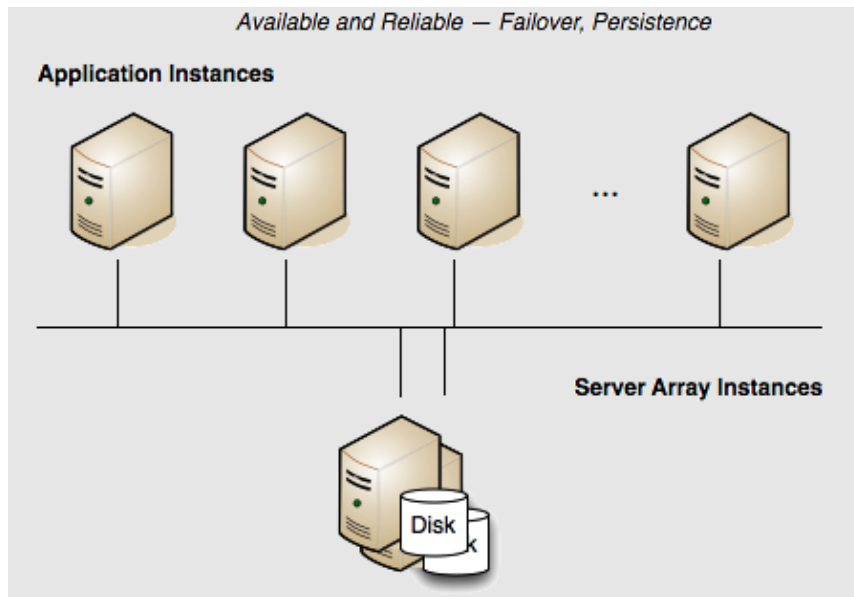 Available and Reliable — Failover, Persistence
Application Instances
...
Server Array Instances
Disk
k